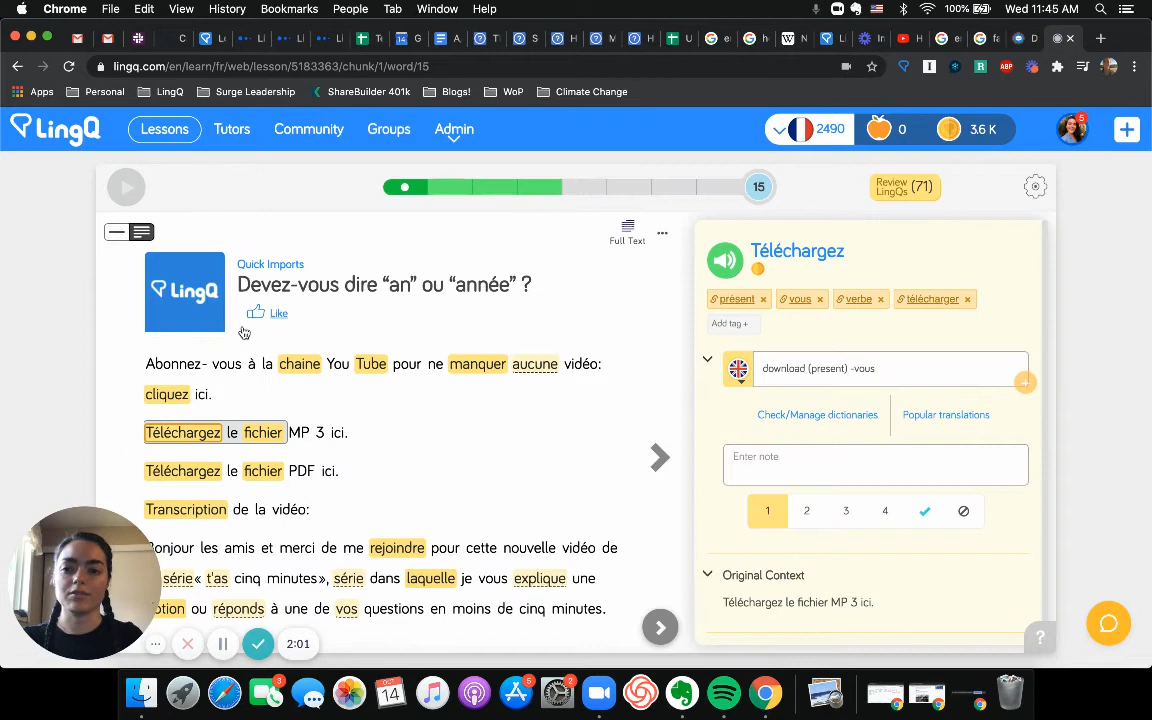 Chrome File Edit View History Bookmarks People Tab Window Help 100% Wed 11:45 AM
lingq.com/en/learn/fr/web/lesson/5183363/chunk/1/word/15
Apps Personal LingQ Surge Leadership ShareBuilder 401k Blogs! WoP Climate Change
LingQ Lessons Tutors Community Groups Admin 2490 0 3.6 K 5
15 Review LingQs (71)
Full Text
Quick Imports
Devez-vous dire “an” ou “année” ?
LingQ
Like
Abonnez- vous à la chaine You Tube pour ne manquer aucune vidéo:
cliquez ici.
Téléchargez le fichier MP 3 ici.
Téléchargez le fichier PDF ici.
Transcription de la vidéo:
Bonjour les amis et merci de me rejoindre pour cette nouvelle vidéo de
série« t'as cinq minutes», série dans laquelle je vous explique une
notion ou réponds à une de vos questions en moins de cinq minutes.
2:01
Téléchargez
présent vous verbe télécharger
Add tag +
download (present) -vous
Check/Manage dictionaries Popular translations
Enter note
1 2 3 4
Original Context
Téléchargez le fichier MP 3 ici.
?
3 OCT 14 5 2